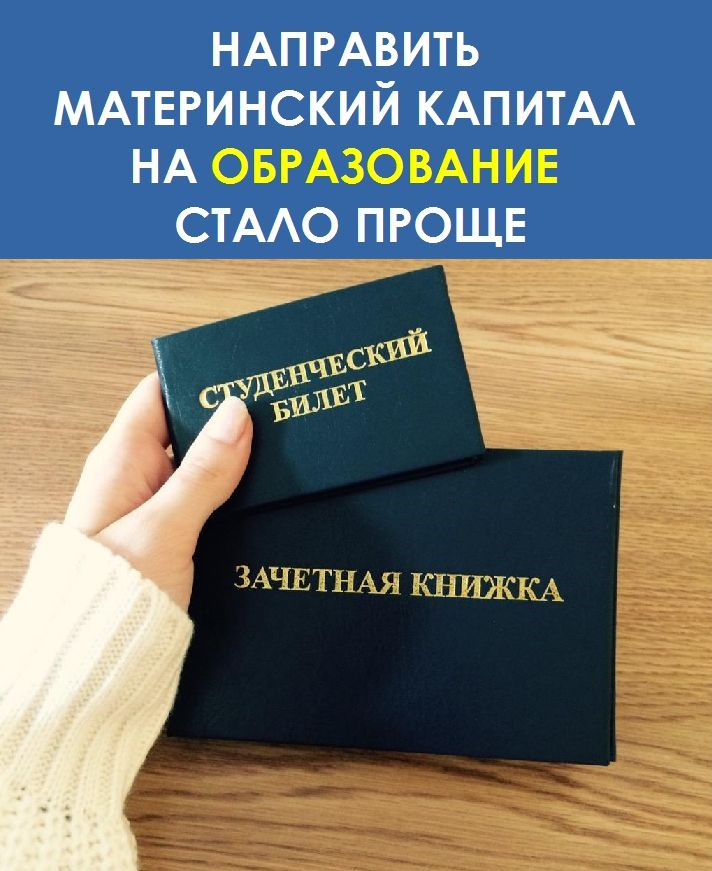 НАПРАВИТЬ
МАТЕРИНСКИЙ КАПИТАЛ
НА ОБРАЗОВАНИЕ
СТАЛО ПРОЩЕ
СТУДЕНЧЕСКИЙ
БИЛЕТ
ЗАЧЕТНАЯ КНИЖКА